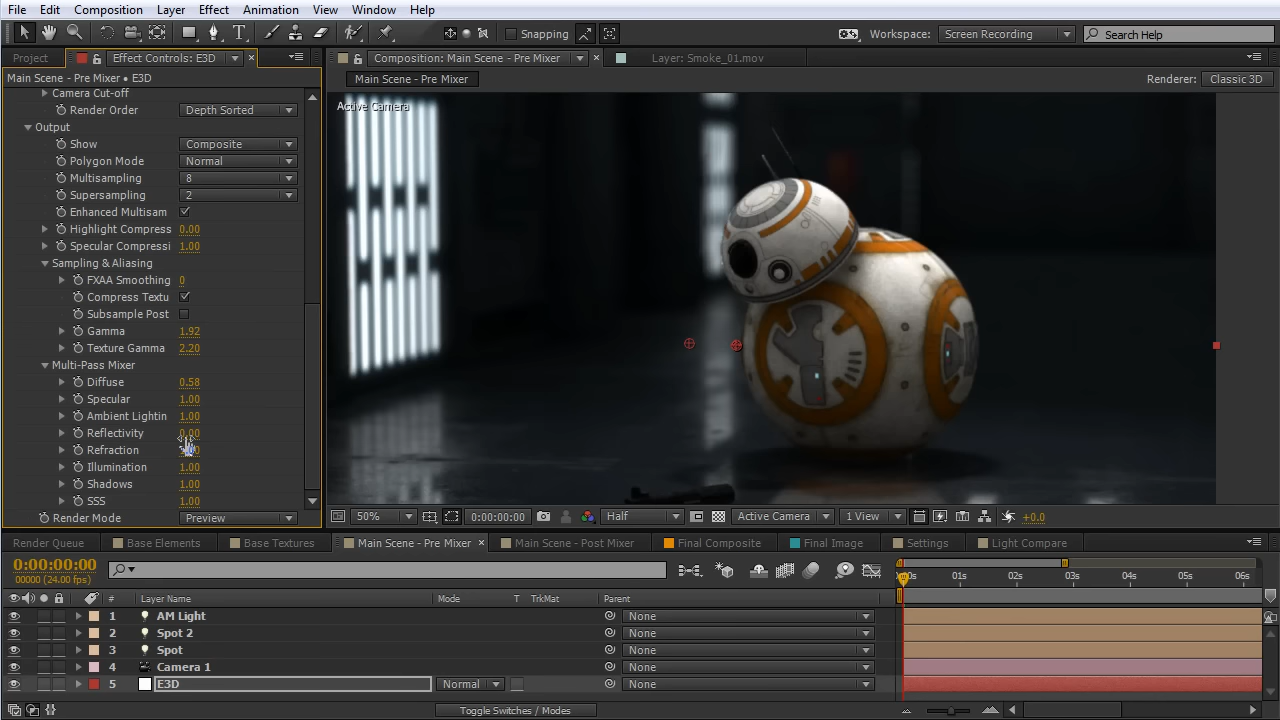 File Edit Composition Layer Effect Animation View Window Help
Snapping
Workspace: Screen Recording
Search Help
Project Effect Controls: E3D Composition: Main Scene - Pre Mixer Layer: Smoke_01.mov
Main Scene - Pre Mixer • E3D
Main Scene - Pre Mixer
Renderer: Classic 3D
Camera Cut-off
Render Order Depth Sorted
Output
Show Composite
Polygon Mode Normal
Multisampling 8
Supersampling 2
Enhanced Multisam
Highlight Compress 0.00
Specular Compressi 1.00
Sampling & Aliasing
FXAA Smoothing 0
Compress Textu
Subsample Post
Gamma 1.92
Texture Gamma 2.20
Multi-Pass Mixer
Diffuse 0.58
Specular 1.00
Ambient Lightin 1.00
Reflectivity 0.00
Refraction
Illumination 1.00
Shadows 1.00
SSS 1.00
Render Mode Preview
Active Camera
50% 0:00:00:00 Half Active Camera 1 View +0.0
Render Queue Base Elements Base Textures Main Scene - Pre Mixer Main Scene - Post Mixer Final Composite Final Image Settings Light Compare
0:00:00:00
00000 (24.00 fps)
01s 02s 03s 04s 05s 06s
# Layer Name Mode T TrkMat Parent
1 AM Light None
2 Spot 2 None
3 Spot None
4 Camera 1 None
5 E3D Normal None
Toggle Switches / Modes